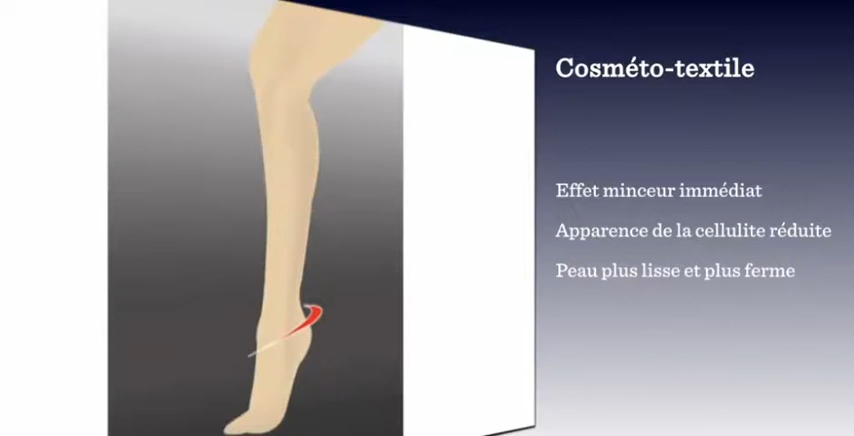 Cosméto-textile
Effet minceur immédiat
Apparence de la cellulite réduite
Peau plus lisse et plus ferme